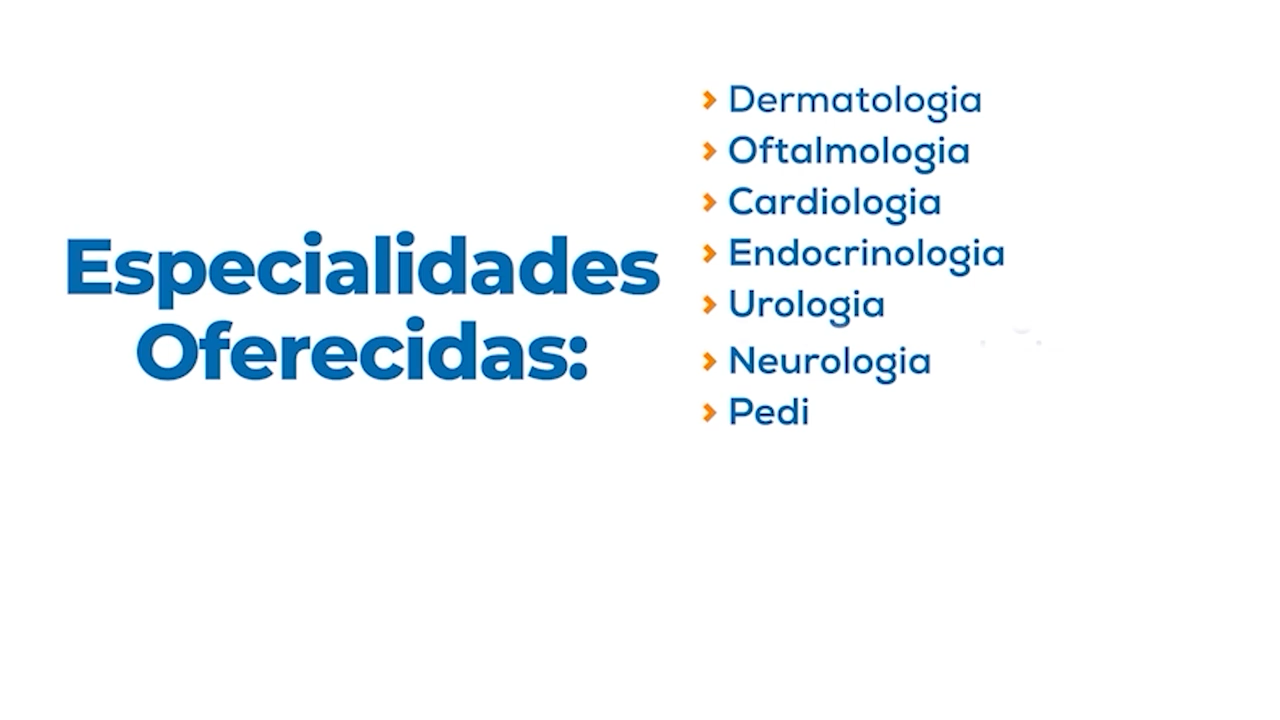 Especialidades
Oferecidas:
Dermatologia
Oftalmologia
Cardiologia
Endocrinologia
Urologia
Neurologia
Pedi